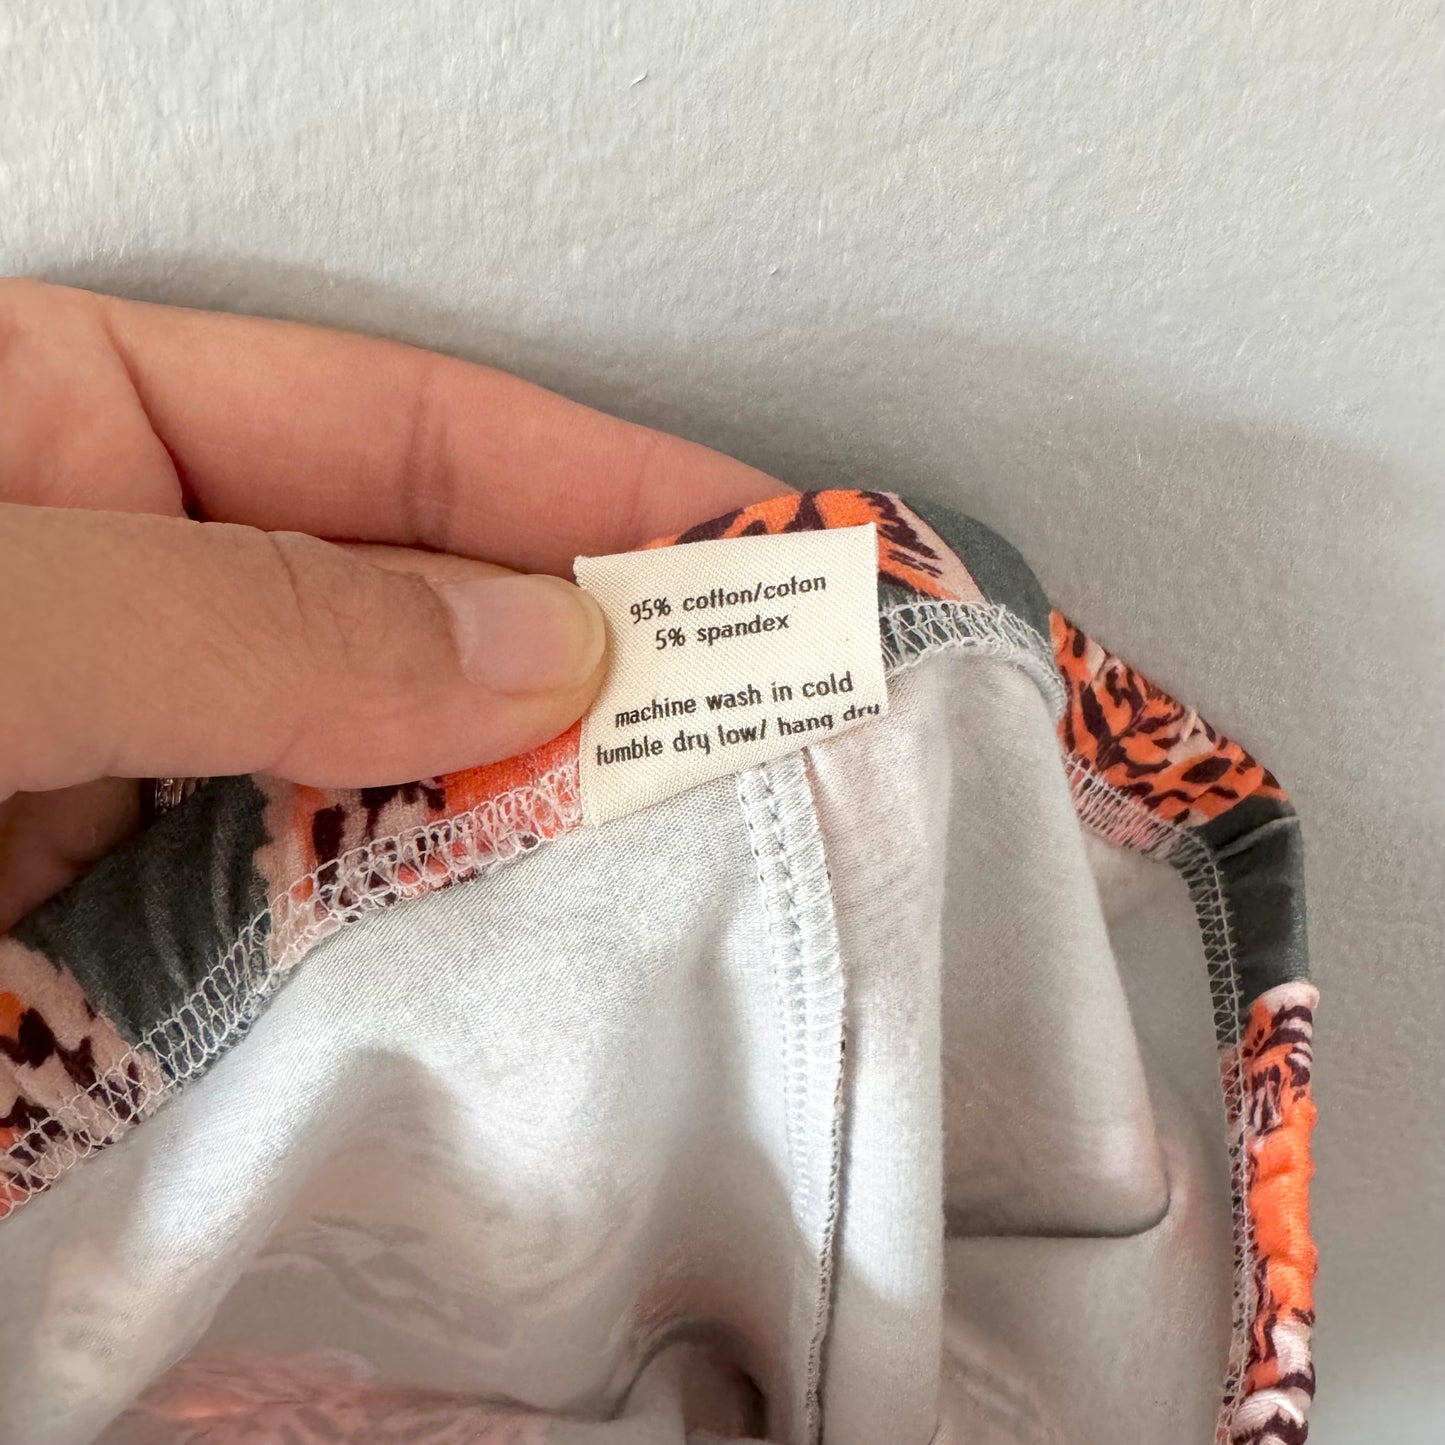 95% cotton/coton
5% spandex
machine wash in cold
tumble dry low/ hang dry